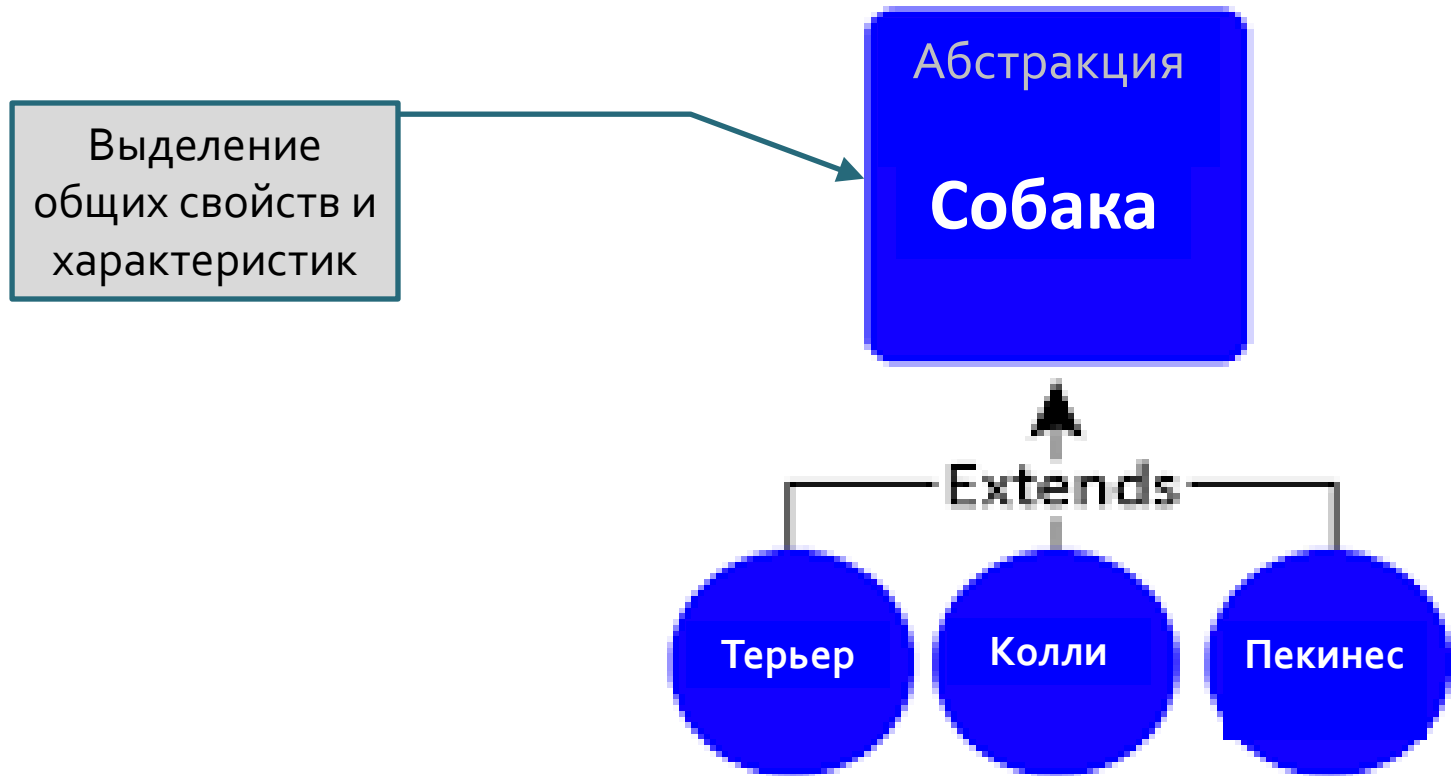 Абстракция
Собака
Выделение
общих свойств и
характеристик
Extends
Терьер
Колли
Пекинес